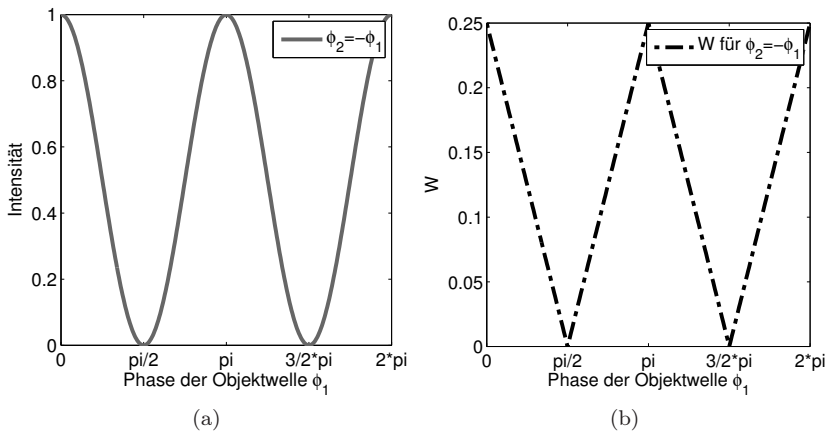 1
0.8
0.6
0.4
0.2
0
Intensität
ϕ₂=−ϕ₁
0 pi/2 pi 3/2*pi 2*pi
Phase der Objektwelle ϕ₁
(a)
0.25
0.2
0.15
0.1
0.05
0
W
W für ϕ₂=−ϕ₁
0 pi/2 pi 3/2*pi 2*pi
Phase der Objektwelle ϕ₁
(b)